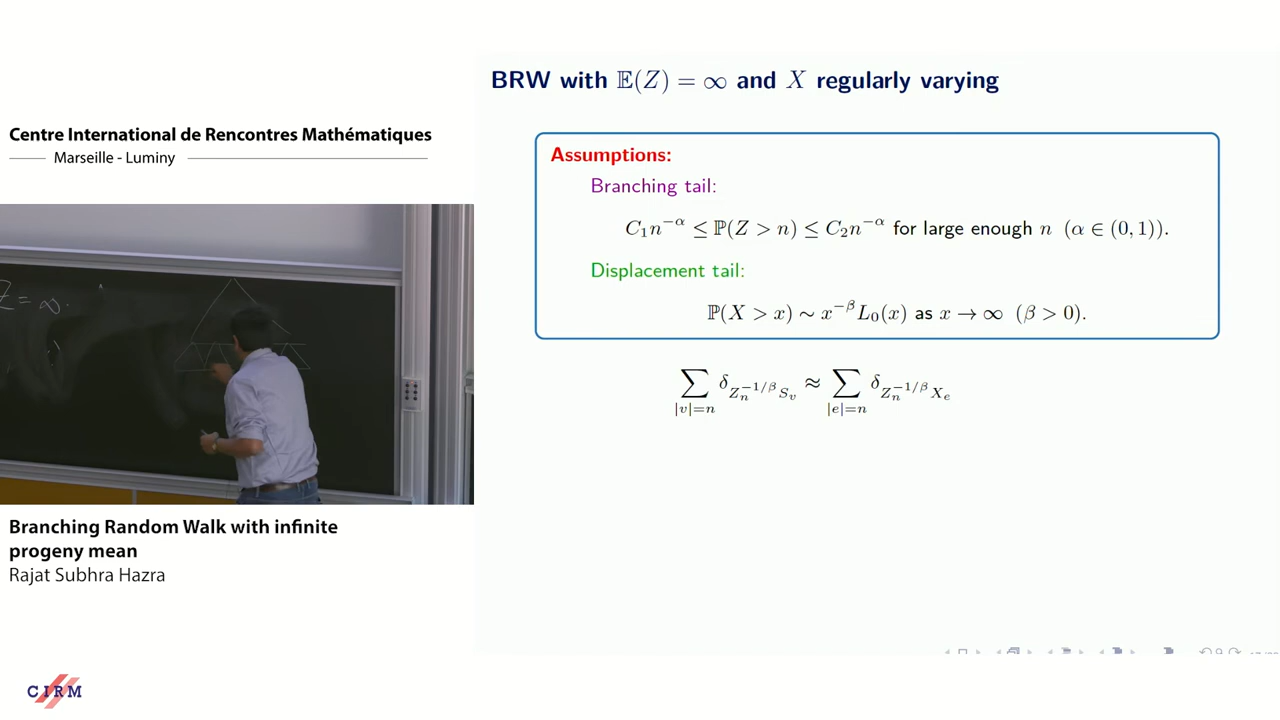 BRW with 𝔼(Z) = ∞ and X regularly varying
Centre International de Rencontres Mathématiques
Marseille - Luminy
Assumptions:
Branching tail:
C₁n^{-α} ≤ ℙ(Z > n) ≤ C₂n^{-α} for large enough n (α ∈ (0, 1)).
Displacement tail:
ℙ(X > x) ∼ x^{-β}L₀(x) as x → ∞ (β > 0).
∑_{|v|=n} δ_{Z_n^{-1/β} S_v} ≈ ∑_{|e|=n} δ_{Z_n^{-1/β} X_e}
Z = ∞.
Branching Random Walk with infinite
progeny mean
Rajat Subhra Hazra
CIRM